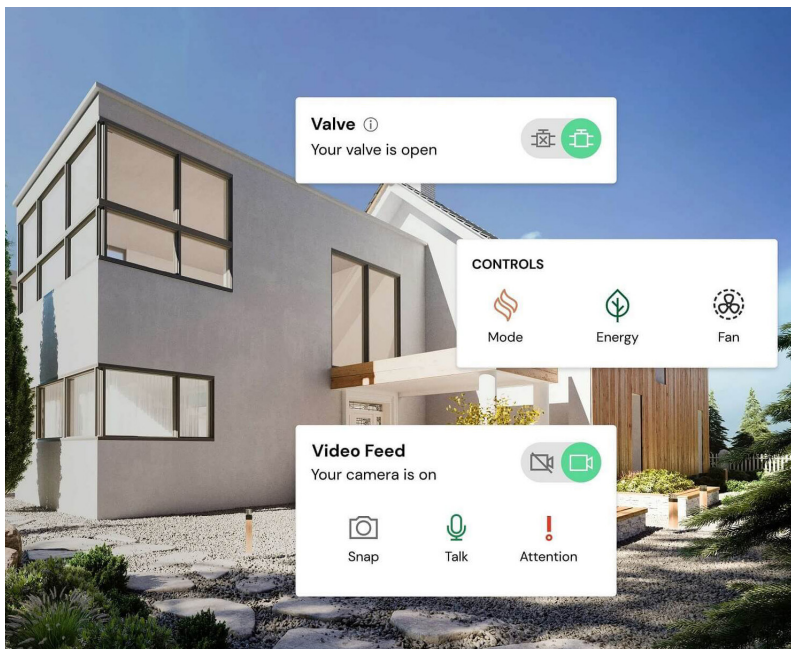 Valve
Your valve is open
CONTROLS
Mode Energy Fan
Video Feed
Your camera is on
Snap Talk Attention